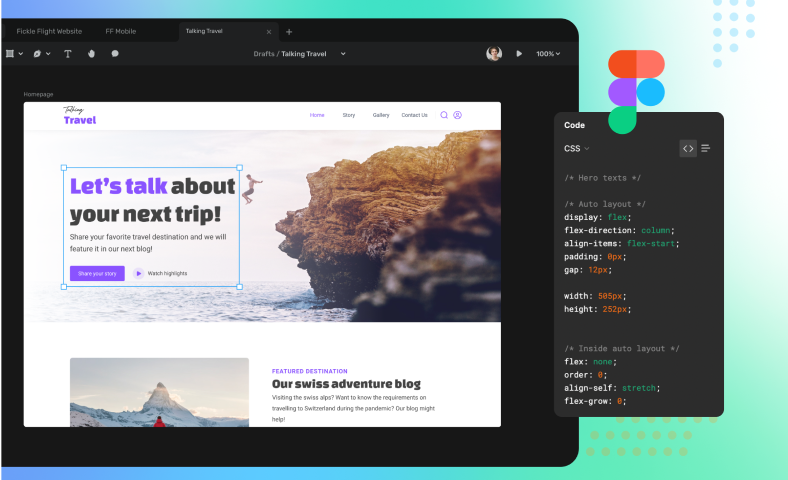 Fickle Flight Website
FF Mobile
Talking Travel
Drafts / Talking Travel
100%
Homepage
Talking
Travel
Home
Story
Gallery
Contact Us
Let's talk about
your next trip!
Share your favorite travel destination and we will
feature it in our next blog!
Share your story
Watch highlights
FEATURED DESTINATION
Our swiss adventure blog
Visiting the swiss alps? Want to know the requirements on
travelling to Switzerland during the pandemic? Our blog might
help!
Code
CSS
/* Hero texts */
/* Auto layout */
display: flex;
flex-direction: column;
align-items: flex-start;
padding: 0px;
gap: 12px;
width: 505px;
height: 252px;
/* Inside auto layout */
flex: none;
order: 0;
align-self: stretch;
flex-grow: 0;